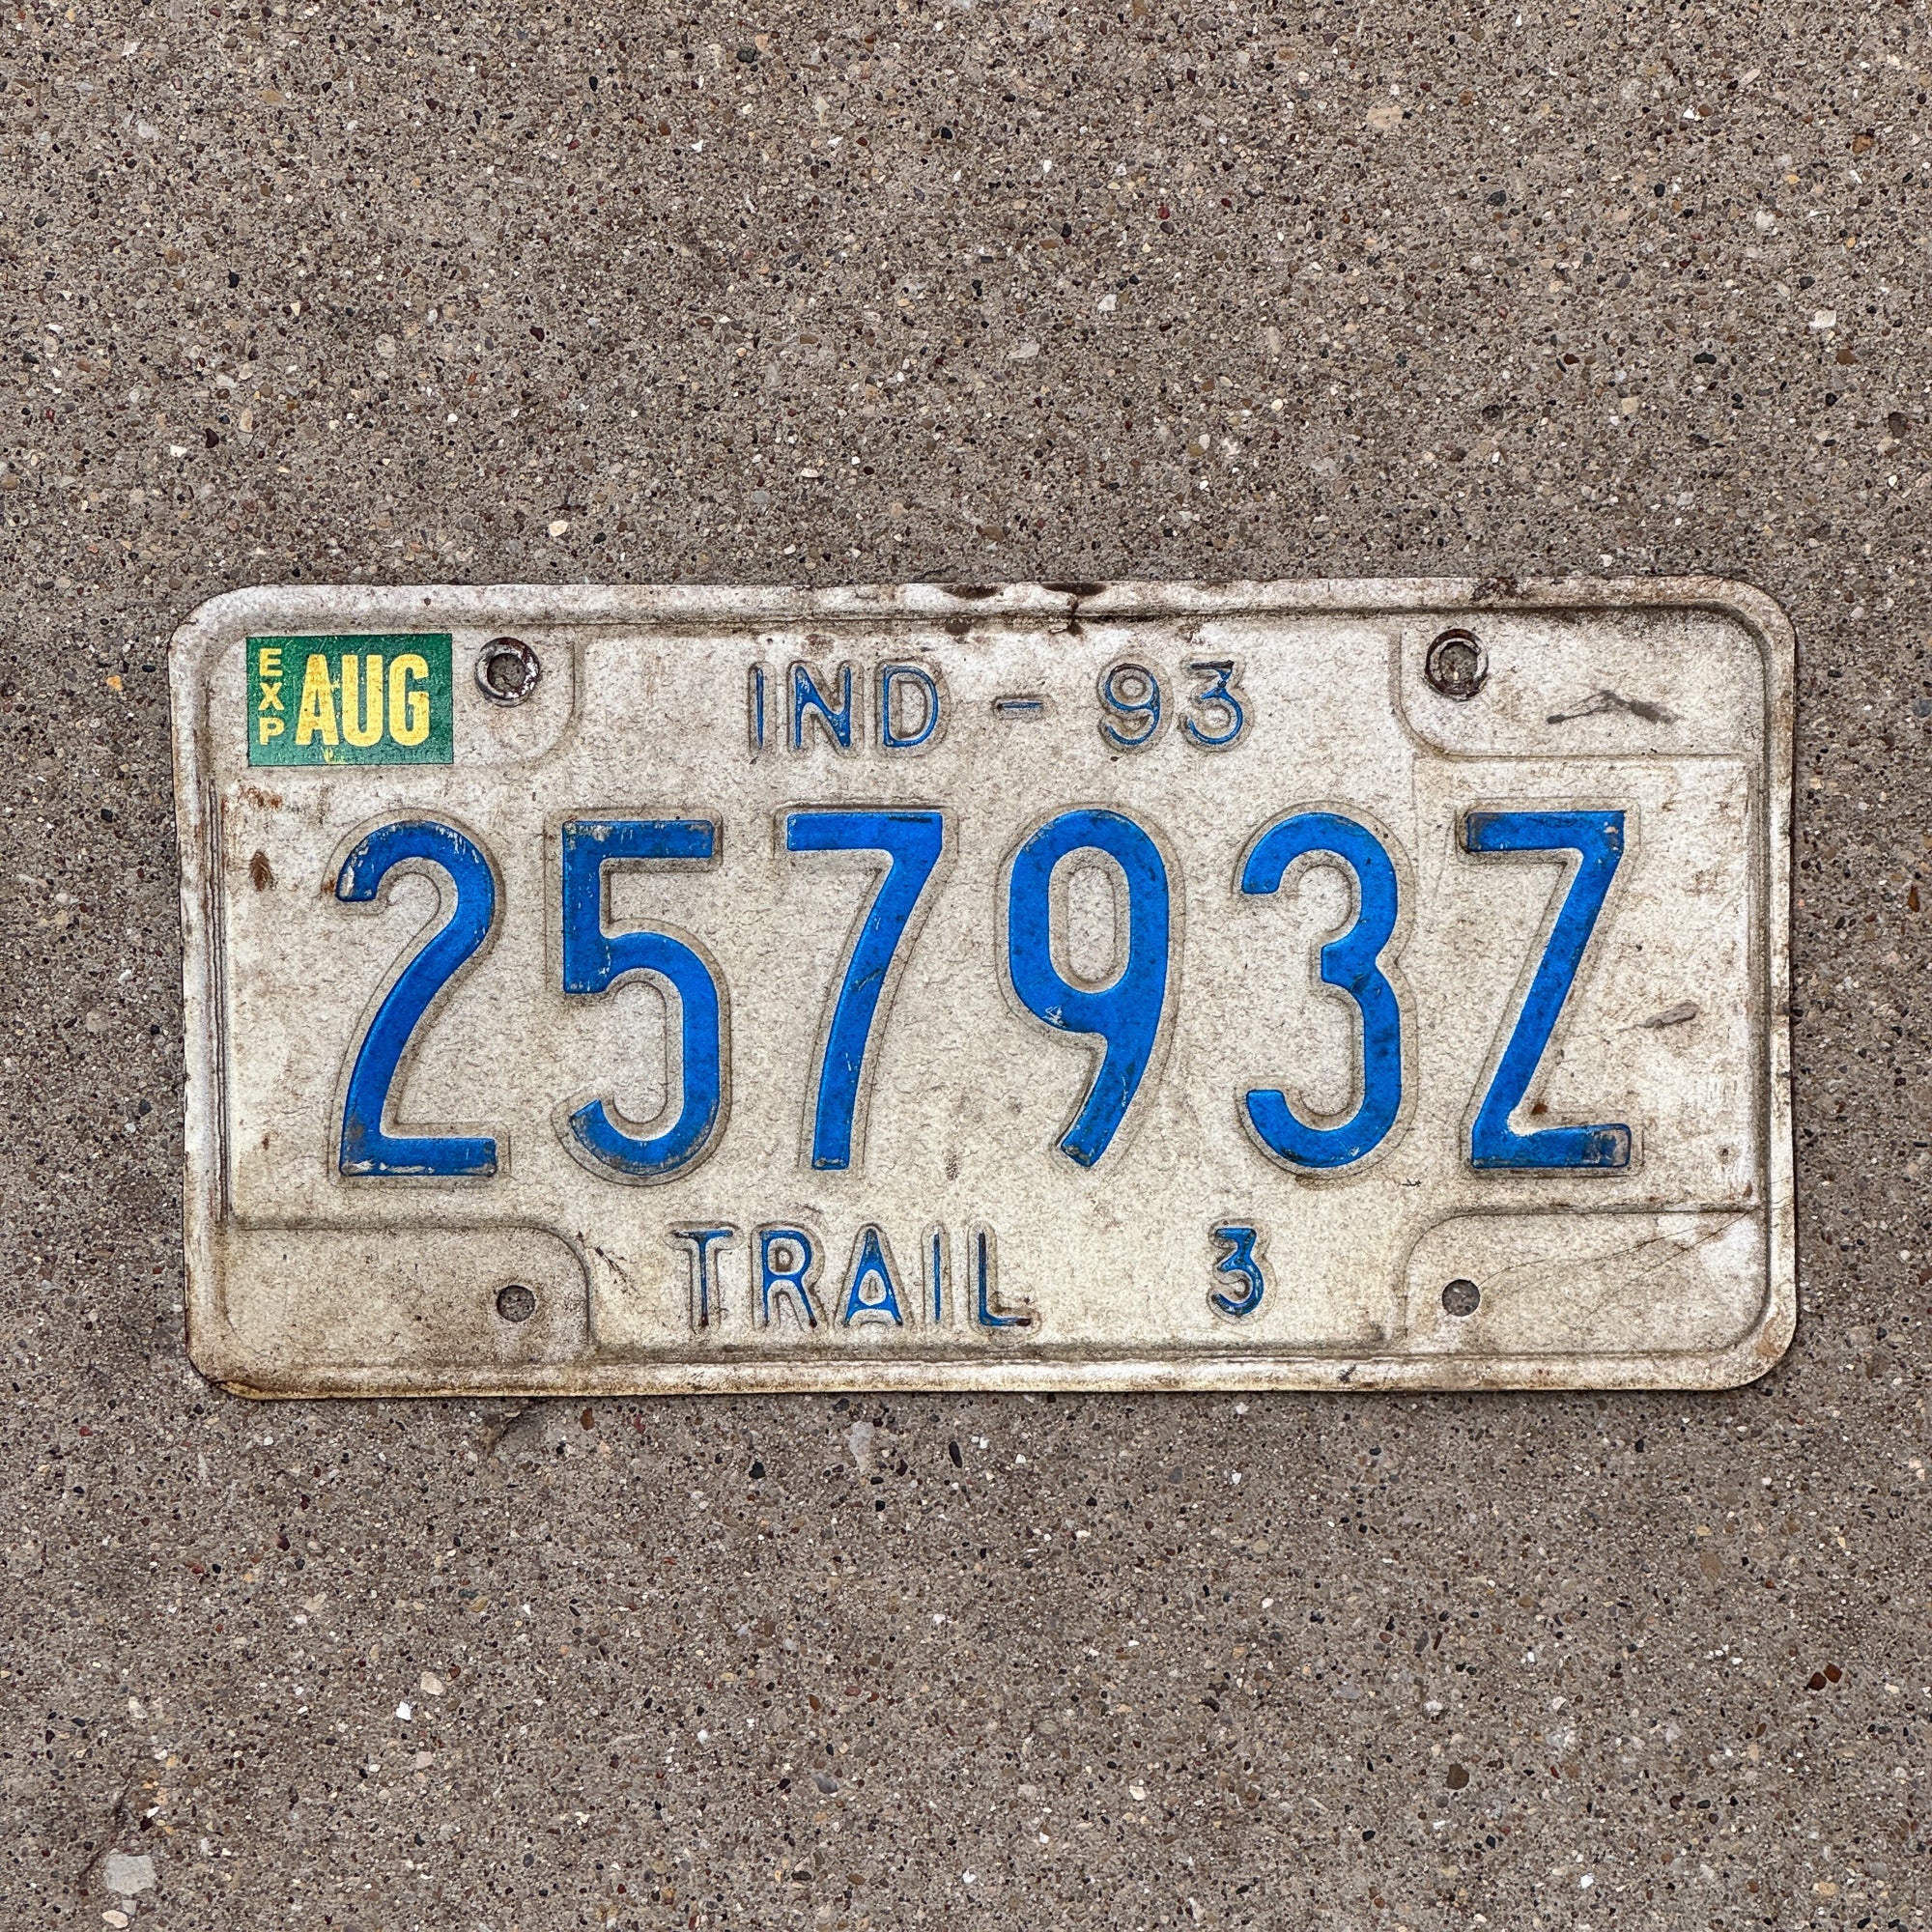 EXP AUG
IND - 93
25793Z
TRAIL 3